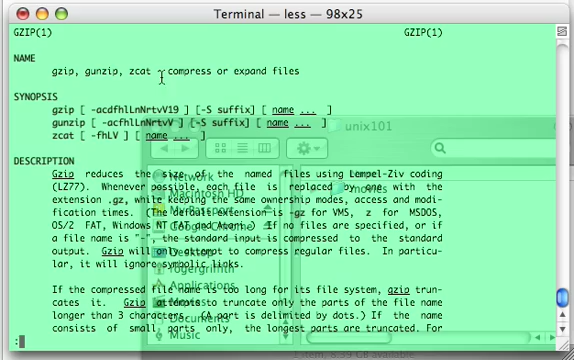 Terminal — less — 98x25
GZIP(1) GZIP(1)
NAME
gzip, gunzip, zcat - compress or expand files
SYNOPSIS
gzip [ -acdfhlLnNrtvV19 ] [-S suffix] [ name ... ]
gunzip [ -acfhlLnNrtvV ] [-S suffix] [ name ... ]
zcat [ -fhLV ] [ name ... ]
unix101
DESCRIPTION
Gzip reduces the size of the named files using Lempel-Ziv coding
(LZ77). Whenever possible, each file is replaced by one with the
extension .gz, while keeping the same ownership modes, access and modi-
fication times. (The default extension is -gz for VMS, z for MSDOS,
OS/2 FAT, Windows NT FAT and Atari.) If no files are specified, or if
a file name is "-", the standard input is compressed to the standard
output. Gzip will only attempt to compress regular files. In particu-
lar, it will ignore symbolic links.
If the compressed file name is too long for its file system, gzip trun-
cates it. Gzip attempts to truncate only the parts of the file name
longer than 3 characters. (A part is delimited by dots.) If the name
consists of small parts only, the longest parts are truncated. For
:
Network
Macintosh HD
My Passport
Google Chrome
Desktop
rogergriffith
Applications
Documents
Music
movies